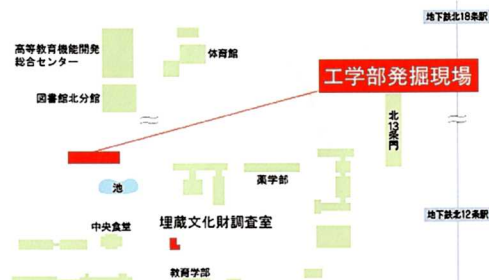 地下鉄北18条駅
高等教育機能開発
総合センター
体育館
工学部発掘現場
図書館北分館
北13条門
池
薬学部
中央食堂
埋蔵文化財調査室
地下鉄北12条駅
教育学部